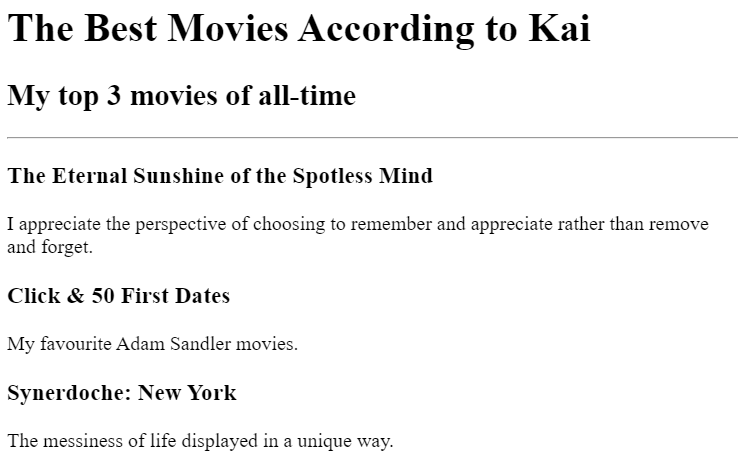 The Best Movies According to Kai
My top 3 movies of all-time
The Eternal Sunshine of the Spotless Mind
I appreciate the perspective of choosing to remember and appreciate rather than remove
and forget.
Click & 50 First Dates
My favourite Adam Sandler movies.
Synerdoche: New York
The messiness of life displayed in a unique way.